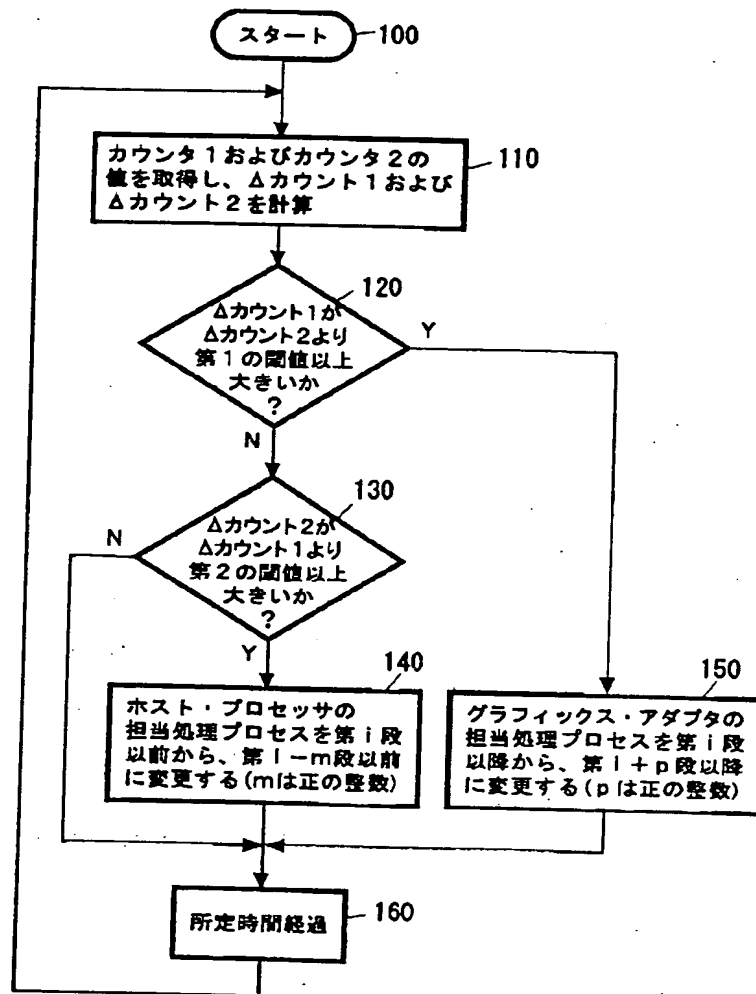 スタート
100
カウンタ1およびカウンタ2の
値を取得し、Δカウント1および
Δカウント2を計算
110
120
Δカウント1が
Δカウント2より
第1の閾値以上
大きいか
?
Y
N
130
Δカウント2が
Δカウント1より
第2の閾値以上
大きいか
?
N
Y
140
ホスト・プロセッサの
担当処理プロセスを第i段
以前から、第i-m段以前
に変更する(mは正の整数)
150
グラフィックス・アダプタの
担当処理プロセスを第i段
以降から、第i+p段以降
に変更する(pは正の整数)
所定時間経過
160